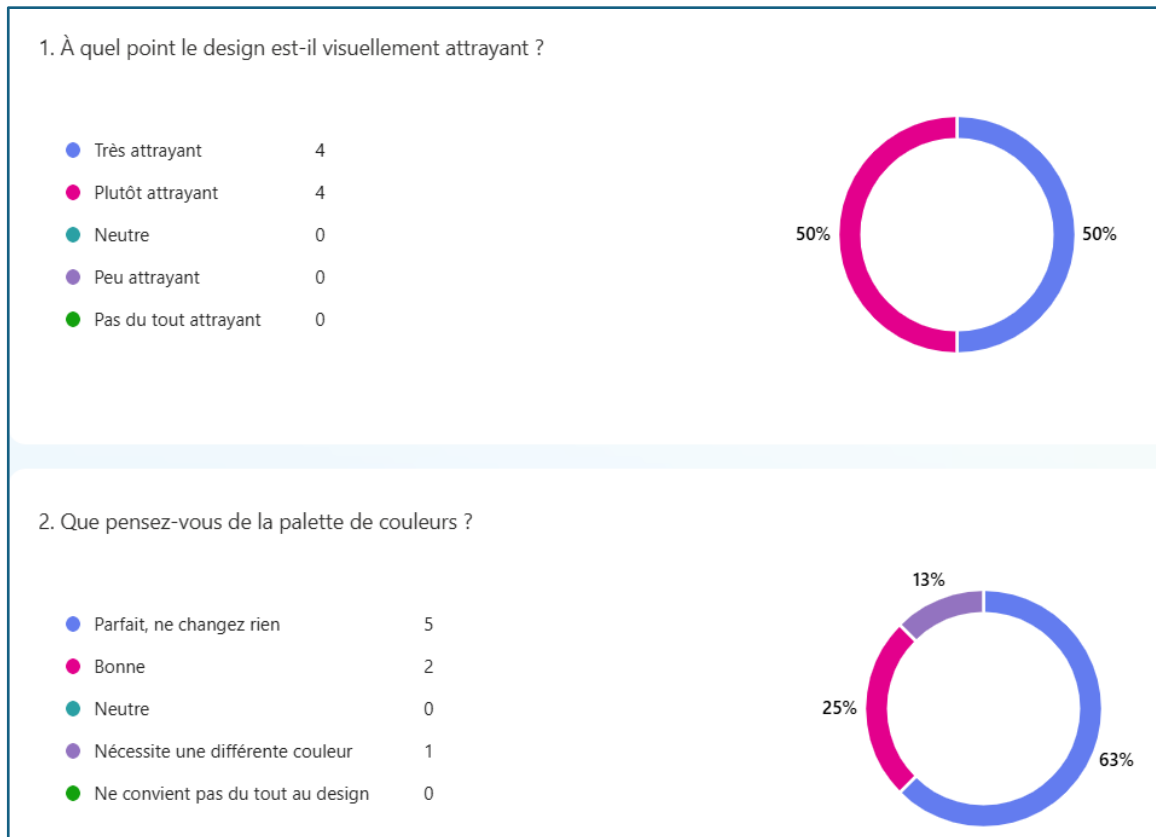 1. À quel point le design est-il visuellement attrayant ?
Très attrayant 4
Plutôt attrayant 4
Neutre 0
Peu attrayant 0
Pas du tout attrayant 0
50% 50%
2. Que pensez-vous de la palette de couleurs ?
Parfait, ne changez rien 5
Bonne 2
Neutre 0
Nécessite une différente couleur 1
Ne convient pas du tout au design 0
13%
25%
63%